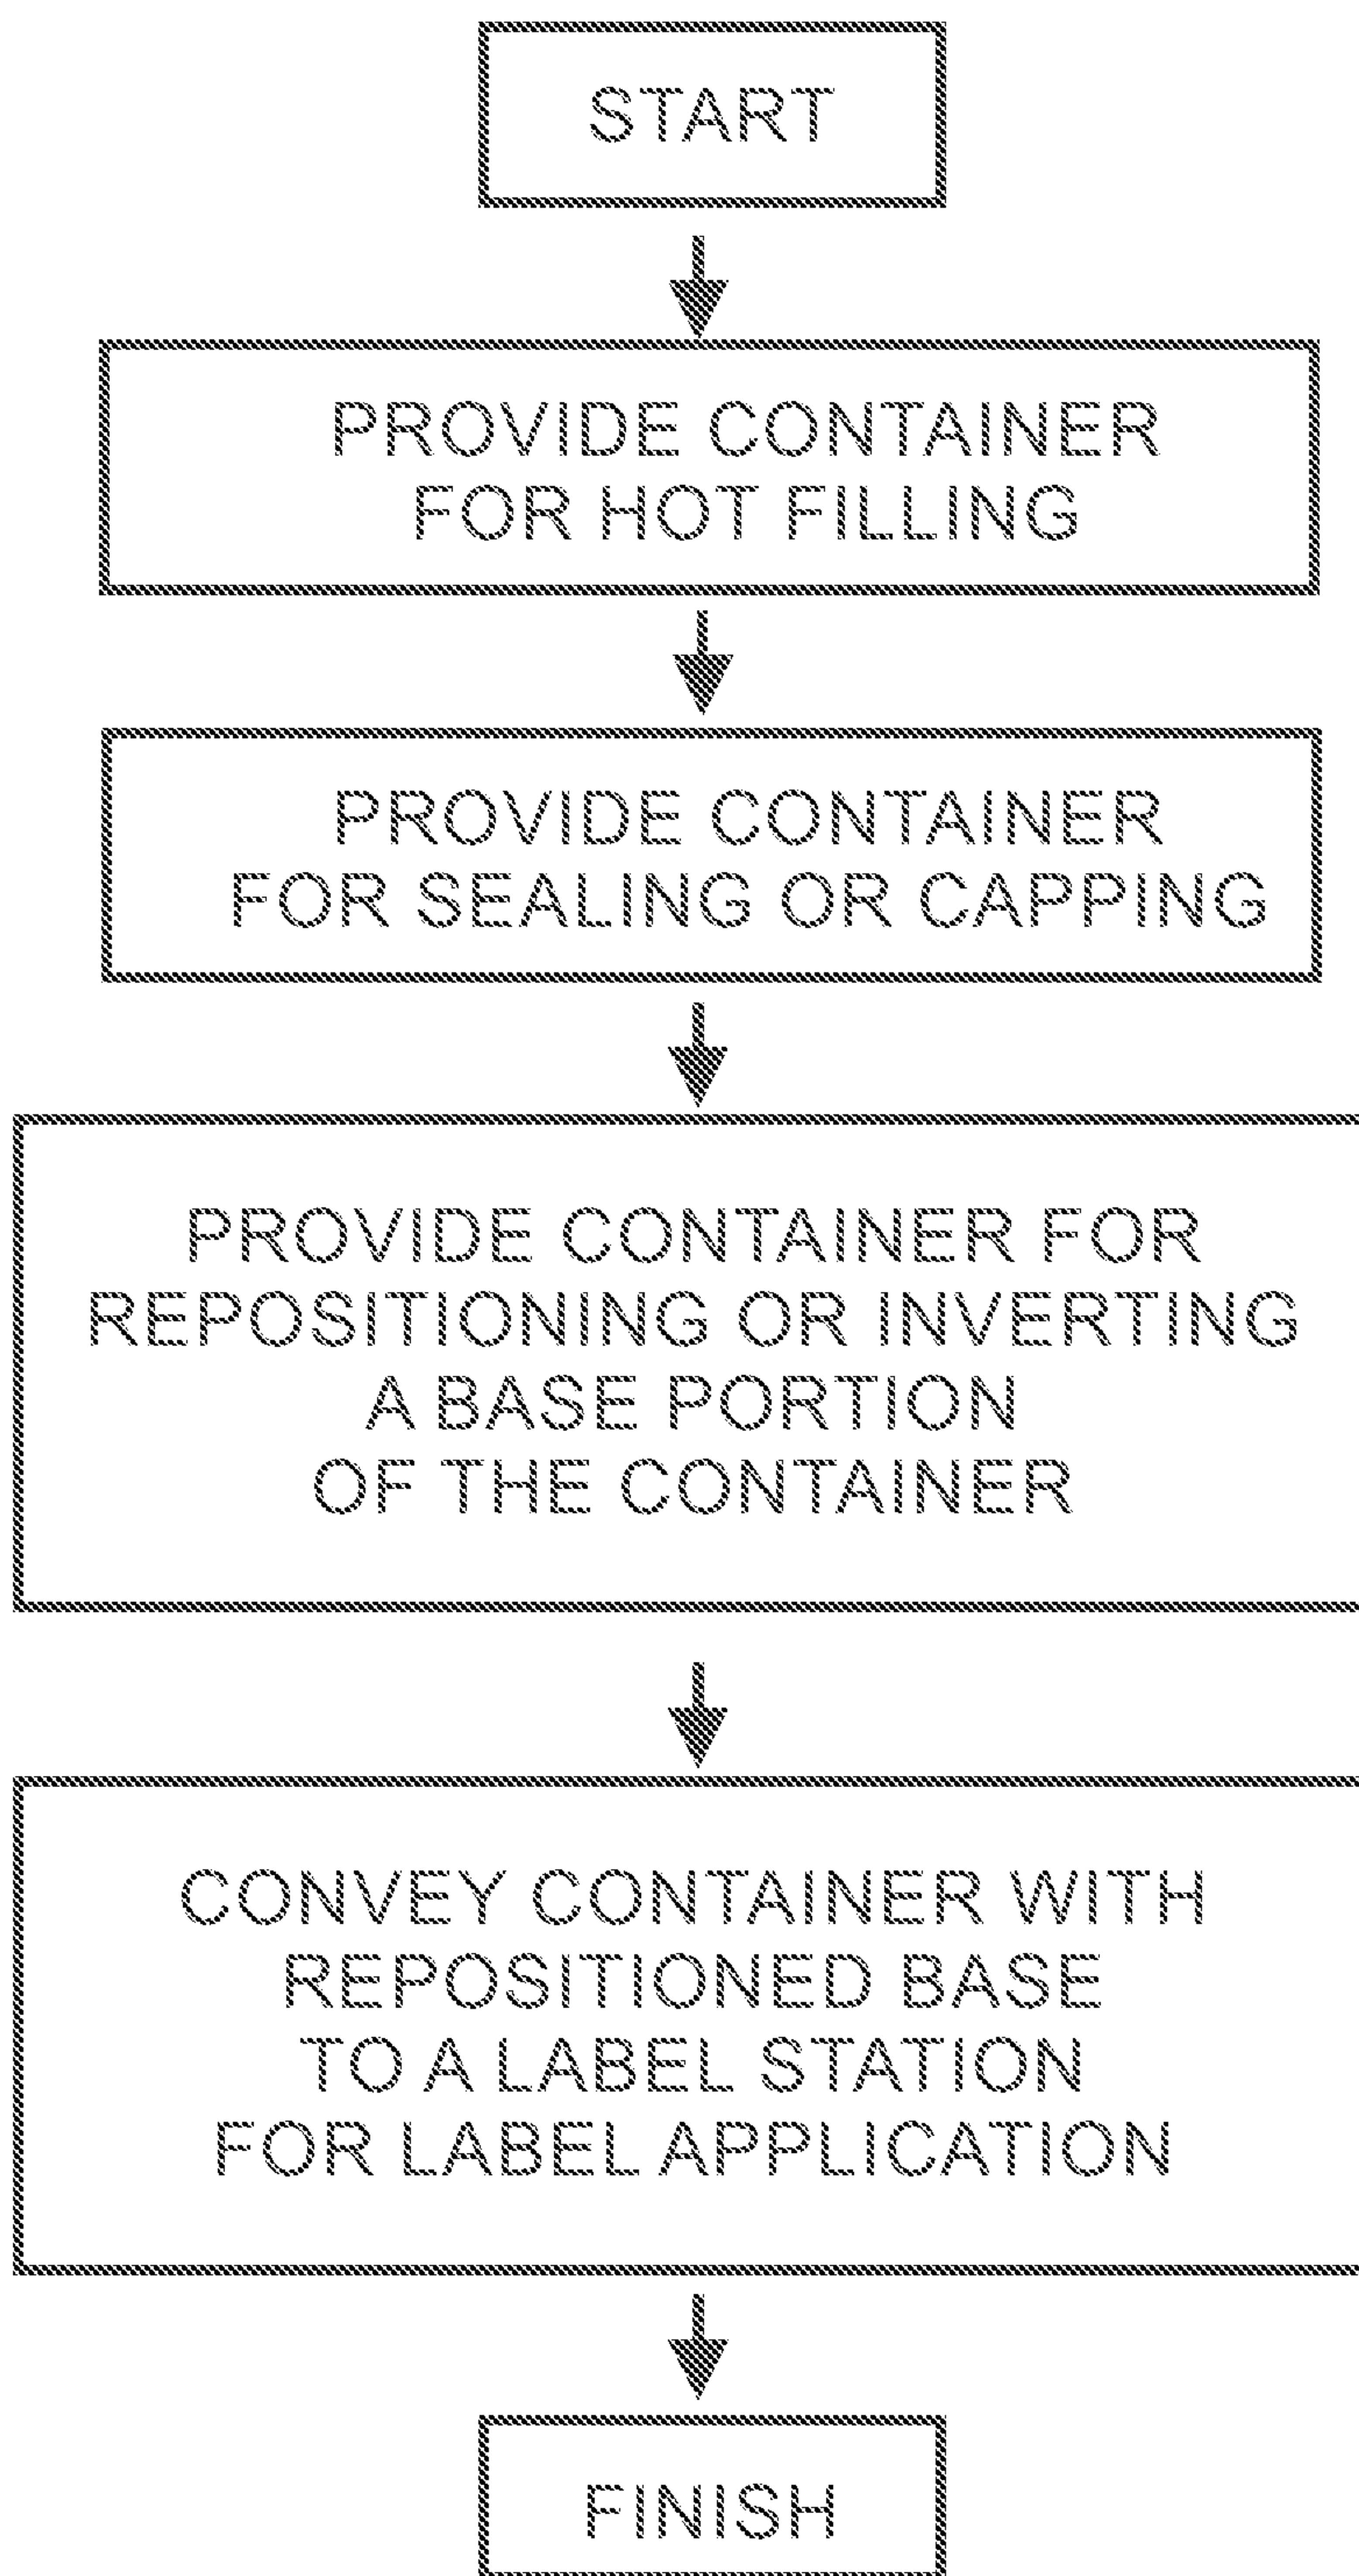 START
PROVIDE CONTAINER
FOR HOT FILLING
PROVIDE CONTAINER
FOR SEALING OR CAPPING
PROVIDE CONTAINER FOR
REPOSITIONING OR INVERTING
A BASE PORTION
OF THE CONTAINER
CONVEY CONTAINER WITH
REPOSITIONED BASE
TO A LABEL STATION
FOR LABEL APPLICATION
FINISH